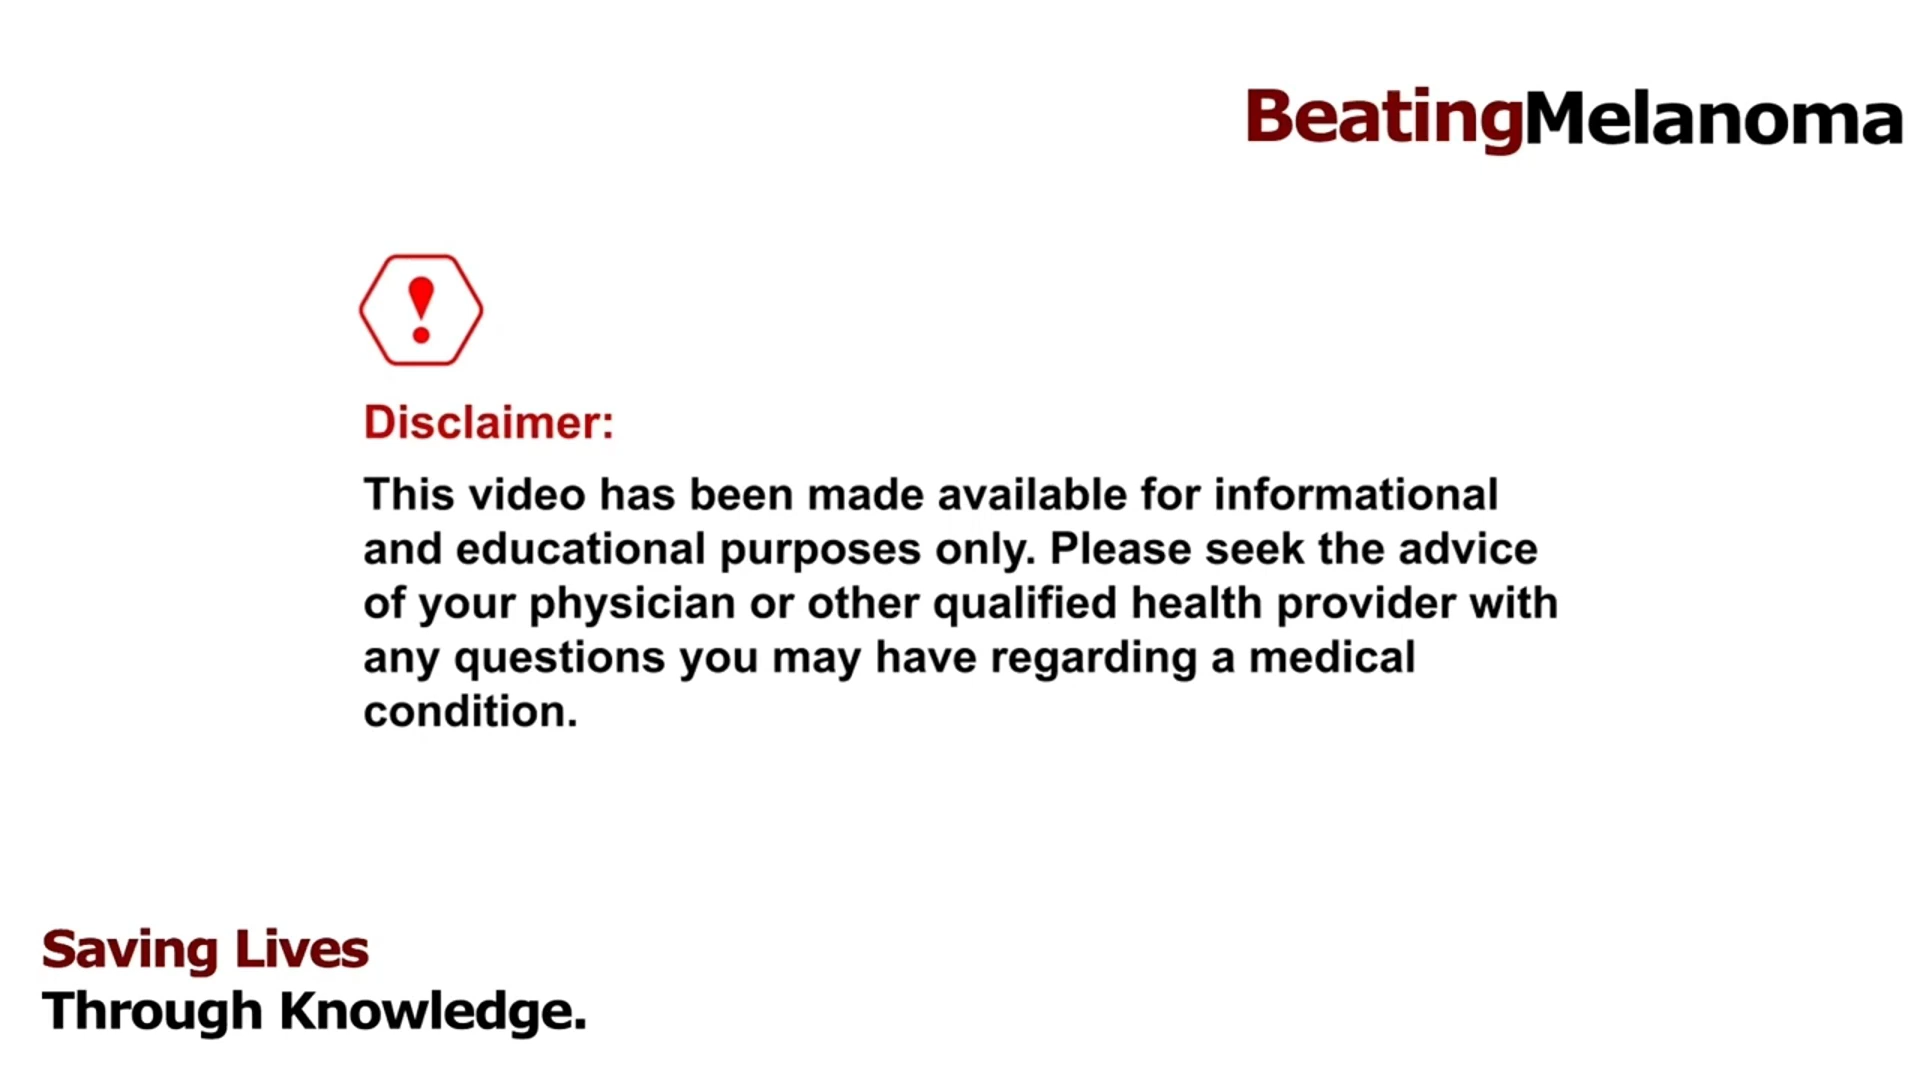 BeatingMelanoma
Disclaimer:
This video has been made available for informational
and educational purposes only. Please seek the advice
of your physician or other qualified health provider with
any questions you may have regarding a medical
condition.
Saving Lives
Through Knowledge.